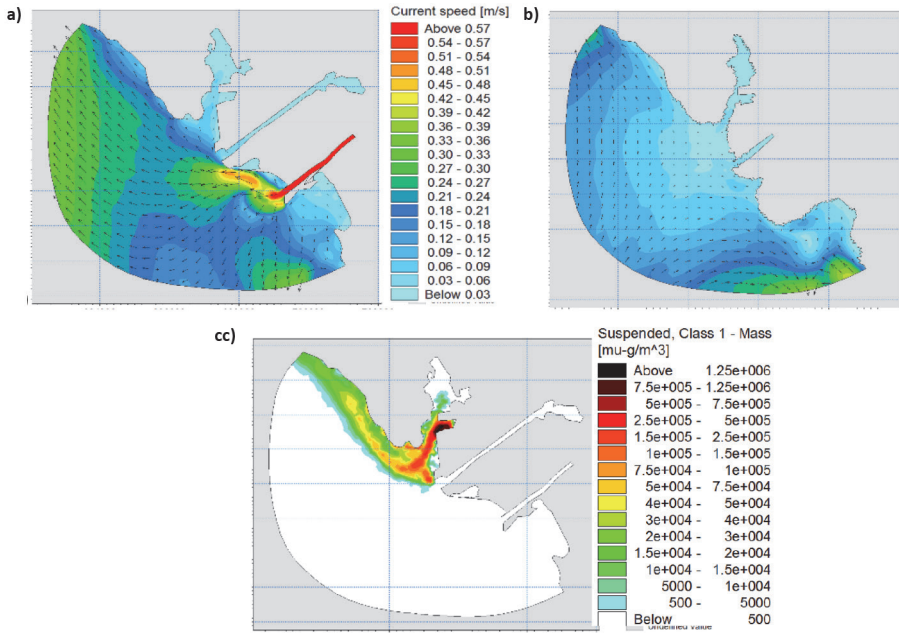 a)
Current speed [m/s]
Above 0.57
0.54 - 0.57
0.51 - 0.54
0.48 - 0.51
0.45 - 0.48
0.42 - 0.45
0.39 - 0.42
0.36 - 0.39
0.33 - 0.36
0.30 - 0.33
0.27 - 0.30
0.24 - 0.27
0.21 - 0.24
0.18 - 0.21
0.15 - 0.18
0.12 - 0.15
0.09 - 0.12
0.06 - 0.09
0.03 - 0.06
Below 0.03
b)
cc)
Suspended, Class 1 - Mass
[mu-g/m^3]
Above 1.25e+006
7.5e+005 - 1.25e+006
5e+005 - 7.5e+005
2.5e+005 - 5e+005
1.5e+005 - 2.5e+005
1e+005 - 1.5e+005
7.5e+004 - 1e+005
5e+004 - 7.5e+004
4e+004 - 5e+004
3e+004 - 4e+004
2e+004 - 3e+004
1.5e+004 - 2e+004
1e+004 - 1.5e+004
5000 - 1e+004
500 - 5000
Below 500
Undefined Value